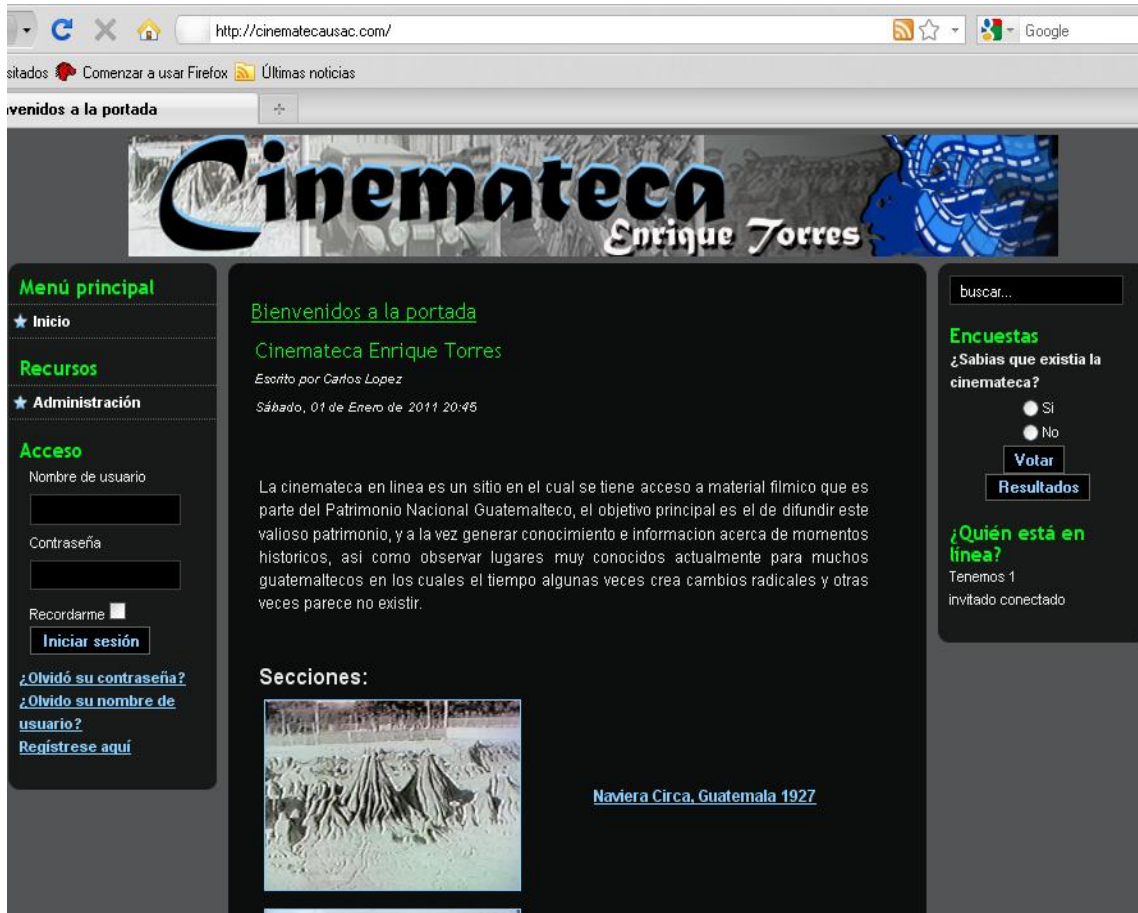 http://cinematecausac.com/
Google
sitados Comenzar a usar Firefox Últimas noticias
nvenidos a la portada
Cinemateca
Enrique Torres
Menú principal
Inicio
Recursos
Administración
Acceso
Nombre de usuario
Contraseña
Recordarme
Iniciar sesión
¿Olvidó su contraseña?
¿Olvido su nombre de
usuario?
Regístrese aquí
Bienvenidos a la portada
Cinemateca Enrique Torres
Escrito por Carlos Lopez
Sábado, 01 de Enero de 2011 20:45
La cinemateca en linea es un sitio en el cual se tiene acceso a material filmico que es
parte del Patrimonio Nacional Guatemalteco, el objetivo principal es el de difundir este
valioso patrimonio, y a la vez generar conocimiento e informacion acerca de momentos
historicos, asi como observar lugares muy conocidos actualmente para muchos
guatemaltecos en los cuales el tiempo algunas veces crea cambios radicales y otras
veces parece no existir.
Secciones:
Naviera Circa, Guatemala 1927
buscar...
Encuestas
¿Sabias que existia la
cinemateca?
Si
No
Votar
Resultados
¿Quién está en
línea?
Tenemos 1
invitado conectado